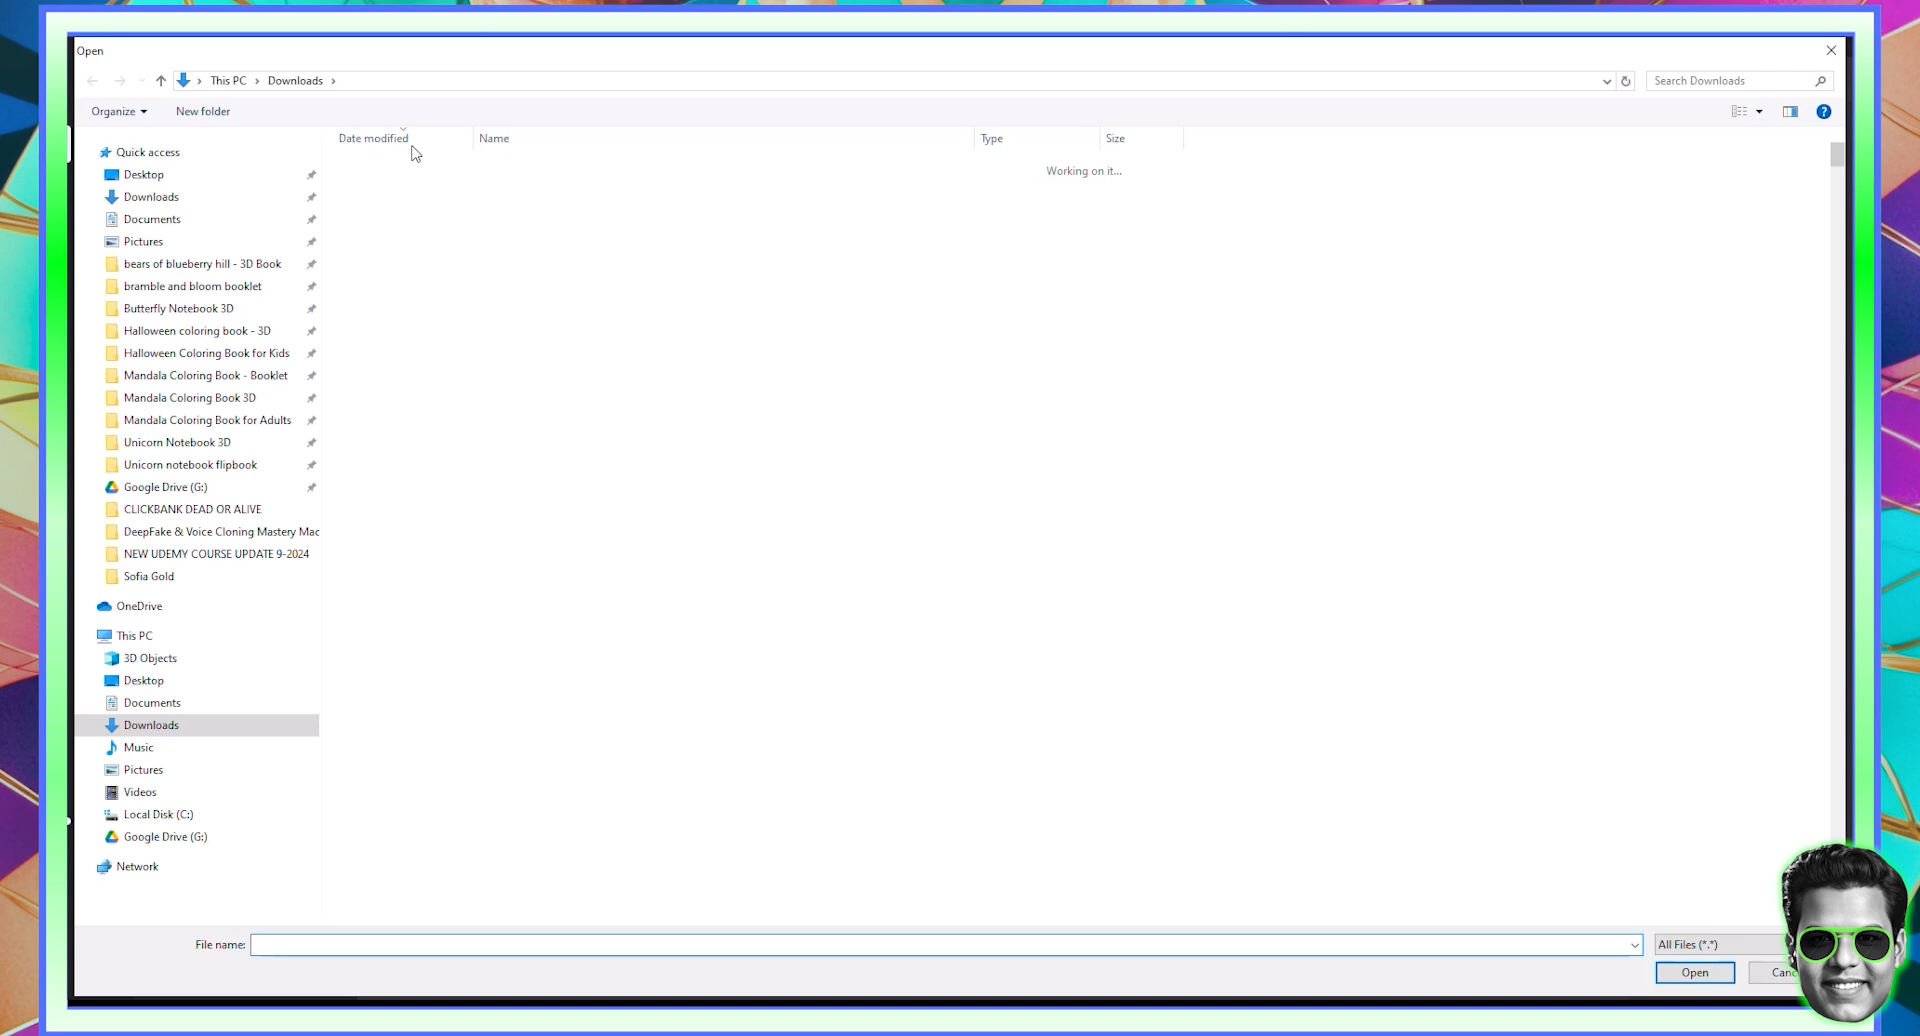 Open
This PC > Downloads >
Search Downloads
Organize
New folder
Date modified
Name
Type
Size
Working on it...
Quick access
Desktop
Downloads
Documents
Pictures
bears of blueberry hill - 3D Book
bramble and bloom booklet
Butterfly Notebook 3D
Halloween coloring book - 3D
Halloween Coloring Book for Kids
Mandala Coloring Book - Booklet
Mandala Coloring Book 3D
Mandala Coloring Book for Adults
Unicorn Notebook 3D
Unicorn notebook flipbook
Google Drive (G:)
CLICKBANK DEAD OR ALIVE
DeepFake & Voice Cloning Mastery Mac
NEW UDEMY COURSE UPDATE 9-2024
Sofia Gold
OneDrive
This PC
3D Objects
Desktop
Documents
Downloads
Music
Pictures
Videos
Local Disk (C:)
Google Drive (G:)
Network
File name:
All Files (*.*)
Open
Canc